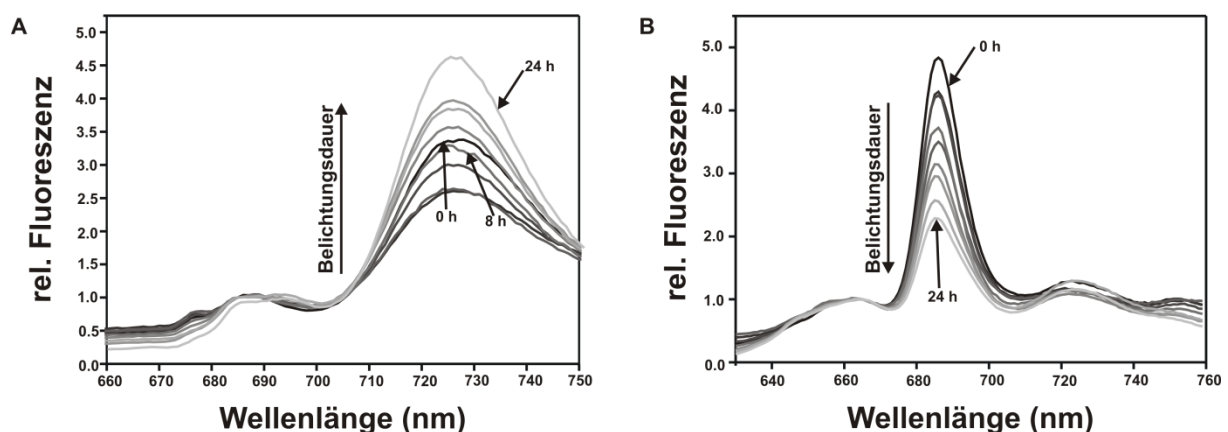 A
rel. Fluoreszenz
5.0
4.5
4.0
3.5
3.0
2.5
2.0
1.5
1.0
0.5
0.0
Belichtungsdauer
24 h
0 h
8 h
660 670 680 690 700 710 720 730 740 750
Wellenlänge (nm)
B
rel. Fluoreszenz
5.0
4.0
3.0
2.0
1.0
0.0
Belichtungsdauer
0 h
24 h
640 660 680 700 720 740 760
Wellenlänge (nm)